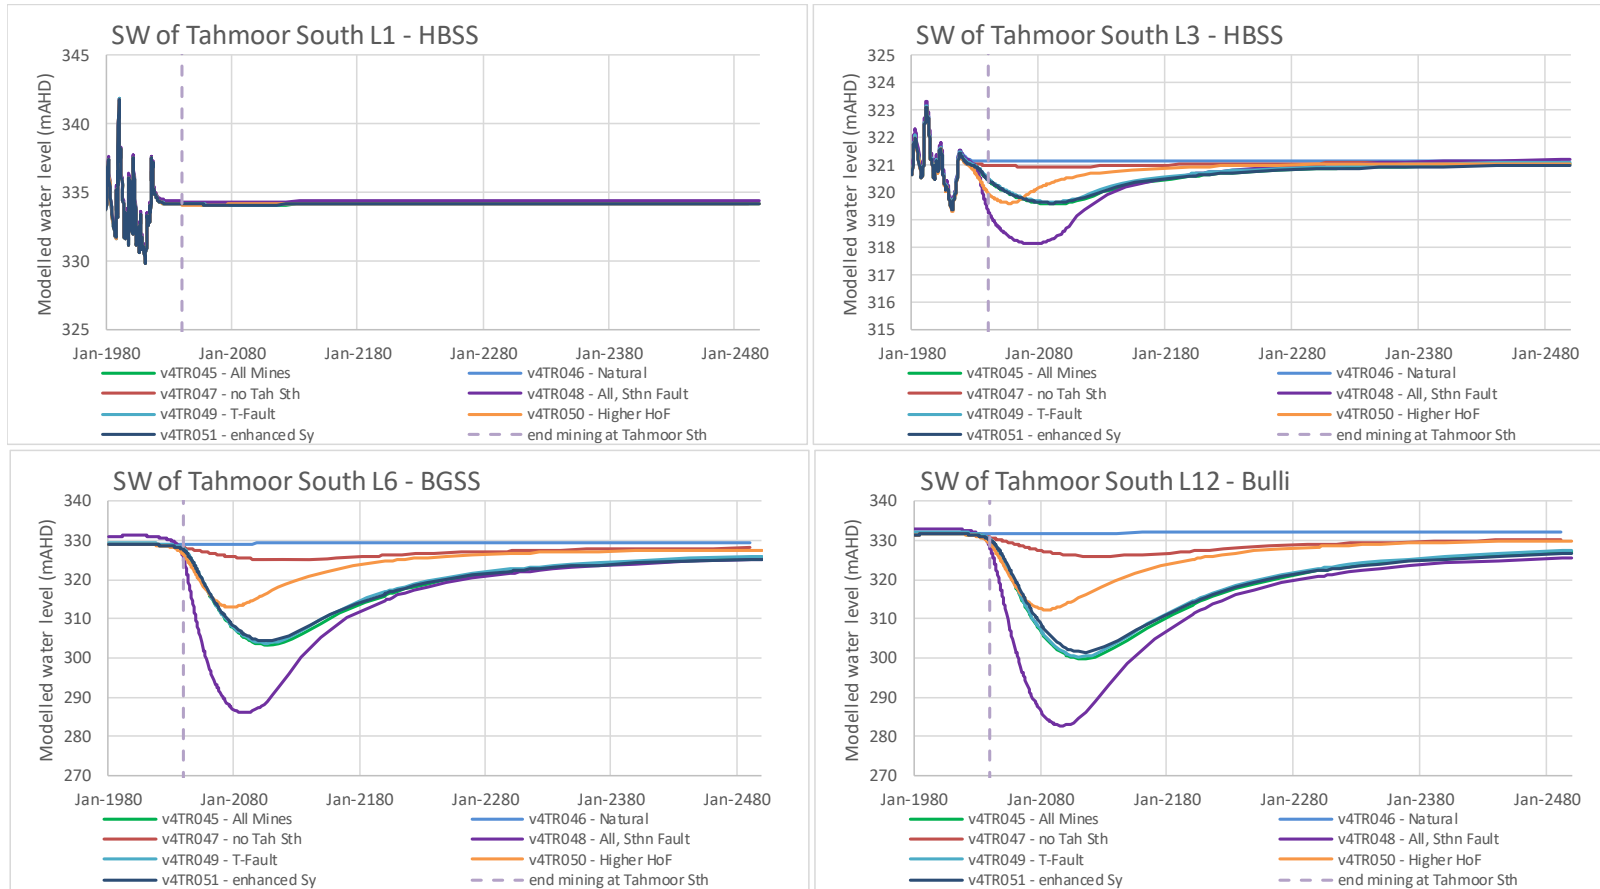 SW of Tahmoor South L1 - HBSS
Modelled water level (mAHD)
345
340
335
330
325
Jan-1980 Jan-2080 Jan-2180 Jan-2280 Jan-2380 Jan-2480
v4TR045 - All Mines v4TR046 - Natural
v4TR047 - no Tah Sth v4TR048 - All, Sthn Fault
v4TR049 - T-Fault v4TR050 - Higher HoF
v4TR051 - enhanced Sy end mining at Tahmoor Sth
SW of Tahmoor South L3 - HBSS
Modelled water level (mAHD)
325
324
323
322
321
320
319
318
317
316
315
Jan-1980 Jan-2080 Jan-2180 Jan-2280 Jan-2380 Jan-2480
v4TR045 - All Mines v4TR046 - Natural
v4TR047 - no Tah Sth v4TR048 - All, Sthn Fault
v4TR049 - T-Fault v4TR050 - Higher HoF
v4TR051 - enhanced Sy end mining at Tahmoor Sth
SW of Tahmoor South L6 - BGSS
Modelled water level (mAHD)
340
330
320
310
300
290
280
270
Jan-1980 Jan-2080 Jan-2180 Jan-2280 Jan-2380 Jan-2480
v4TR045 - All Mines v4TR046 - Natural
v4TR047 - no Tah Sth v4TR048 - All, Sthn Fault
v4TR049 - T-Fault v4TR050 - Higher HoF
v4TR051 - enhanced Sy end mining at Tahmoor Sth
SW of Tahmoor South L12 - Bulli
Modelled water level (mAHD)
340
330
320
310
300
290
280
270
Jan-1980 Jan-2080 Jan-2180 Jan-2280 Jan-2380 Jan-2480
v4TR045 - All Mines v4TR046 - Natural
v4TR047 - no Tah Sth v4TR048 - All, Sthn Fault
v4TR049 - T-Fault v4TR050 - Higher HoF
v4TR051 - enhanced Sy end mining at Tahmoor Sth